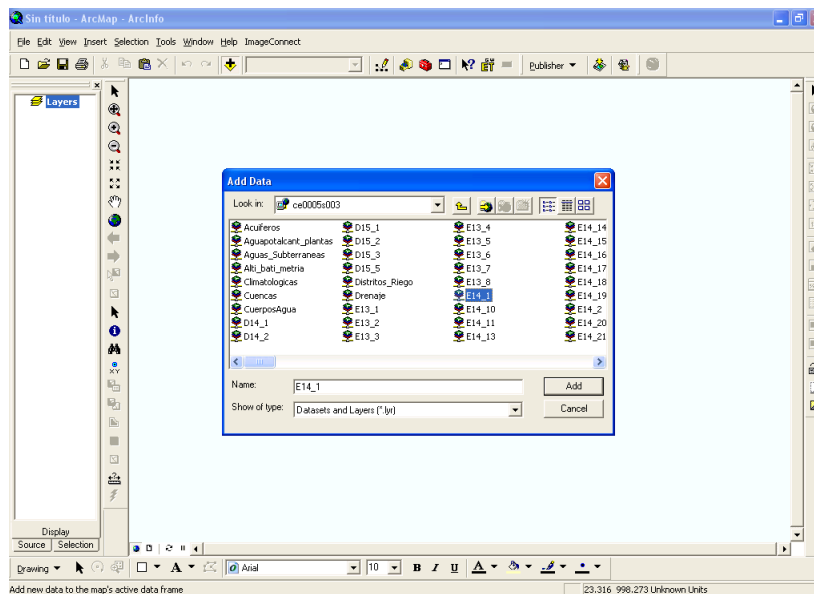 Sin título - ArcMap - ArcInfo
File Edit View Insert Selection Tools Window Help ImageConnect
Publisher
Layers
Add Data
Look in: ce0005s003
Acuiferos D15_1 E13_4 E14_14
Aguapotalcant_plantas D15_2 E13_5 E14_15
Aguas_Subterraneas D15_3 E13_6 E14_16
Alti_bati_metria D15_5 E13_7 E14_17
Climatologicas Distritos_Riego E13_8 E14_18
Cuencas Drenaje E14_1 E14_19
CuerposAgua E13_1 E14_10 E14_2
D14_1 E13_2 E14_11 E14_20
D14_2 E13_3 E14_13 E14_21
Name: E14_1 Add
Show of type: Datasets and Layers (*.lyr) Cancel
XY
Display
Source Selection
Drawing A Arial 10 B I U A
Add new data to the map's active data frame 23.316 998.273 Unknown Units